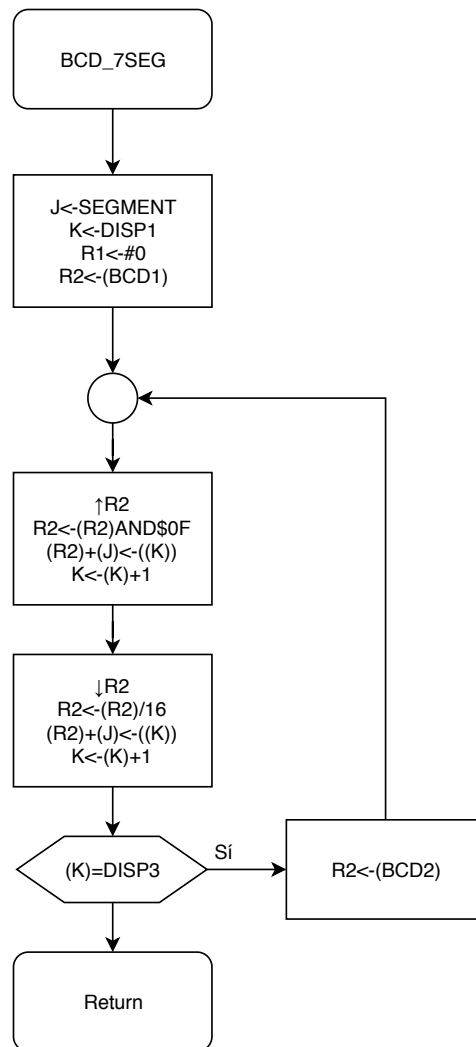 BCD_7SEG
J<-SEGMENT
K<-DISP1
R1<-#0
R2<-(BCD1)
↑R2
R2<-(R2)AND$0F
(R2)+(J)<-((K))
K<-(K)+1
↓R2
R2<-(R2)/16
(R2)+(J)<-((K))
K<-(K)+1
(K)=DISP3
Sí
R2<-(BCD2)
Return